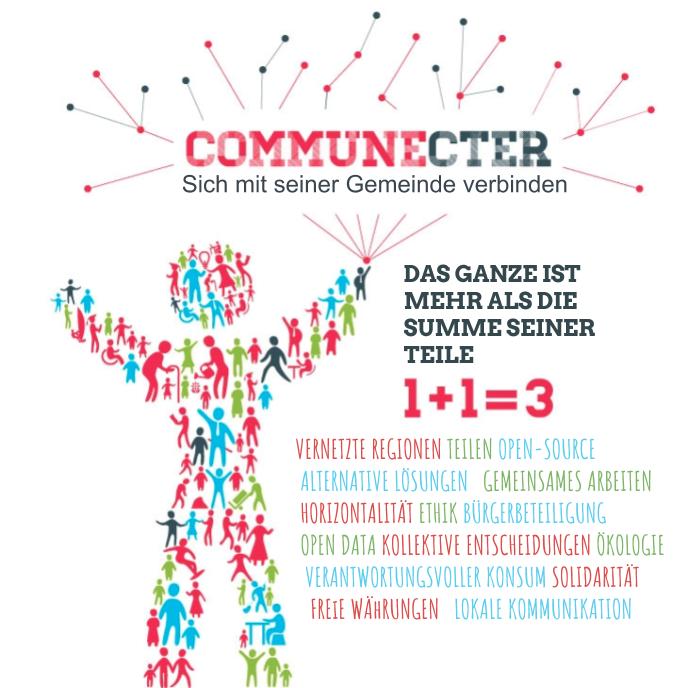 COMMUNECTER
Sich mit seiner Gemeinde verbinden
DAS GANZE IST
MEHR ALS DIE
SUMME SEINER
TEILE
1+1=3
VERNETZTE REGIONEN TEILEN OPEN-SOURCE
ALTERNATIVE LÖSUNGEN GEMEINSAMES ARBEITEN
HORIZONTALITÄT ETHIK BÜRGERBETEILIGUNG
OPEN DATA KOLLEKTIVE ENTSCHEIDUNGEN ÖKOLOGIE
VERANTWORTUNGSVOLLER KONSUM SOLIDARITÄT
FREIE WÄHRUNGEN LOKALE KOMMUNIKATION